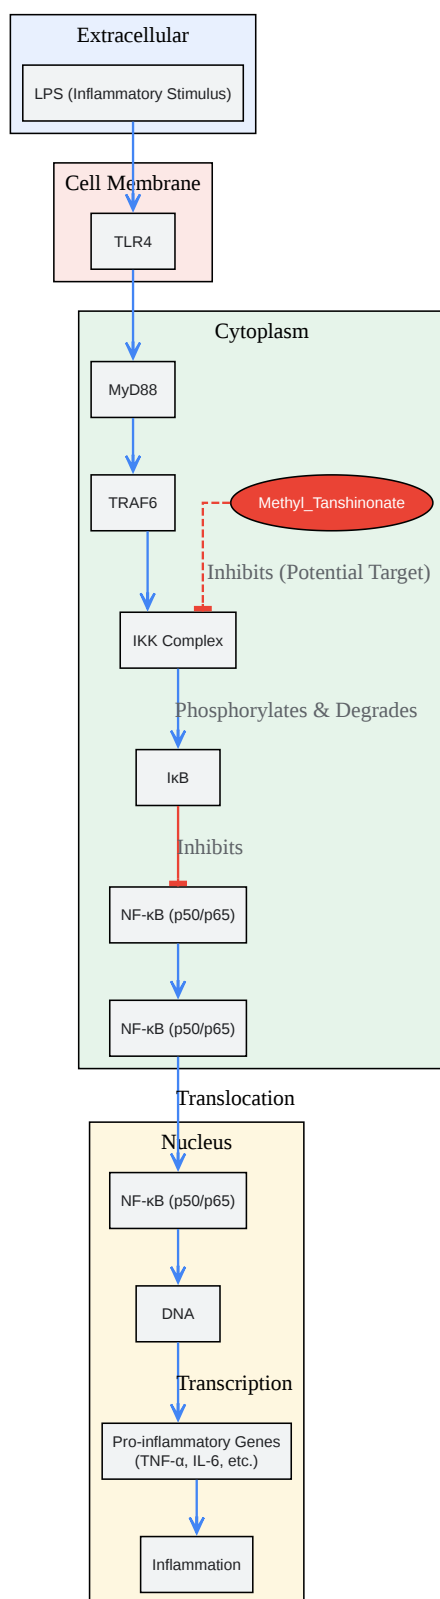 Extracellular
LPS (Inflammatory Stimulus)
Cell Membrane
TLR4
Cytoplasm
MyD88
TRAF6
Methyl_Tanshinonate
Inhibits (Potential Target)
IKK Complex
Phosphorylates & Degrades
IκB
Inhibits
NF-κB (p50/p65)
NF-κB (p50/p65)
Translocation
Nucleus
NF-κB (p50/p65)
DNA
Transcription
Pro-inflammatory Genes
(TNF-α, IL-6, etc.)
Inflammation